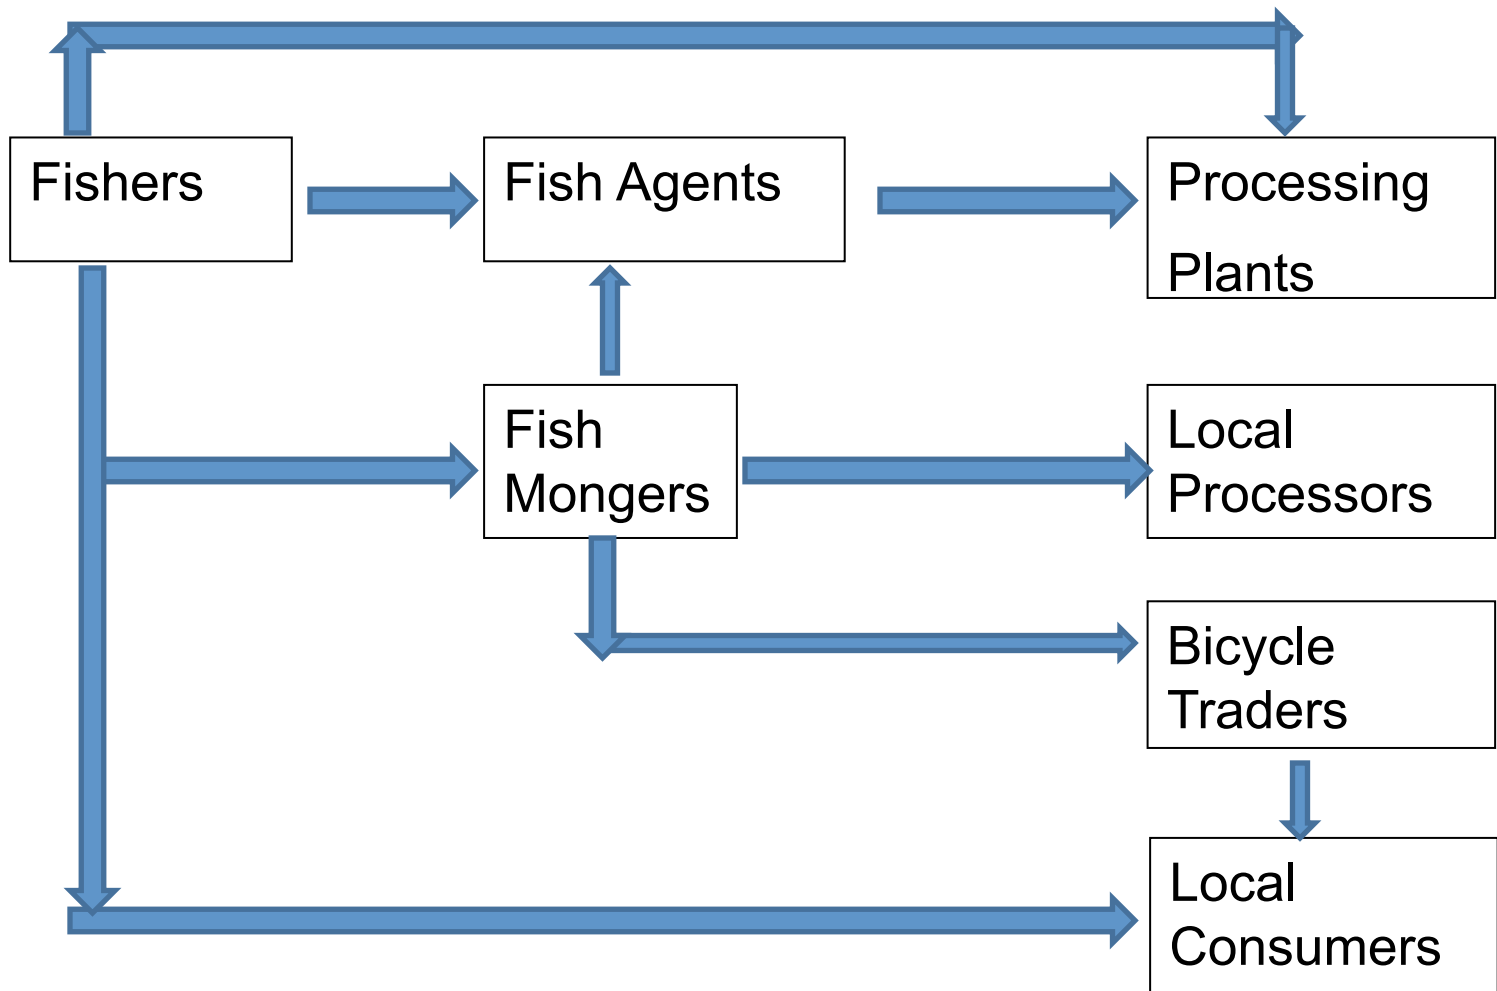 Fishers
Fish Agents
Processing
Plants
Fish
Mongers
Local
Processors
Bicycle
Traders
Local
Consumers